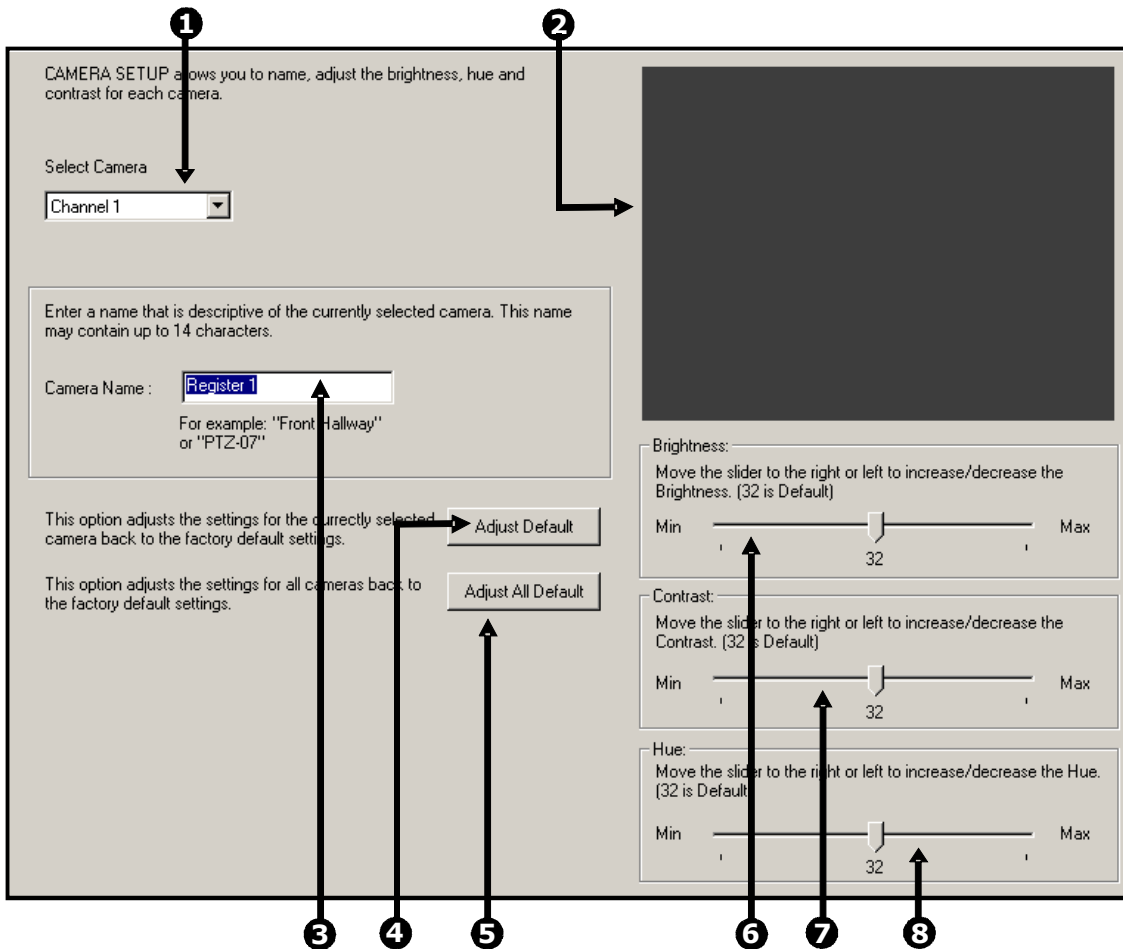 1
2
CAMERA SETUP allows you to name, adjust the brightness, hue and
contrast for each camera.
Select Camera
Channel 1
Enter a name that is descriptive of the currently selected camera. This name
may contain up to 14 characters.
Camera Name :
Register 1
For example: "Front Hallway"
or "PTZ-07"
This option adjusts the settings for the currectly selected
camera back to the factory default settings.
Adjust Default
This option adjusts the settings for all cameras back to
the factory default settings.
Adjust All Default
Brightness:
Move the slider to the right or left to increase/decrease the
Brightness. (32 is Default)
Min
Max
32
Contrast:
Move the slider to the right or left to increase/decrease the
Contrast. (32 is Default)
Min
Max
32
Hue:
Move the slider to the right or left to increase/decrease the Hue.
(32 is Default)
Min
Max
32
3
4
5
6
7
8